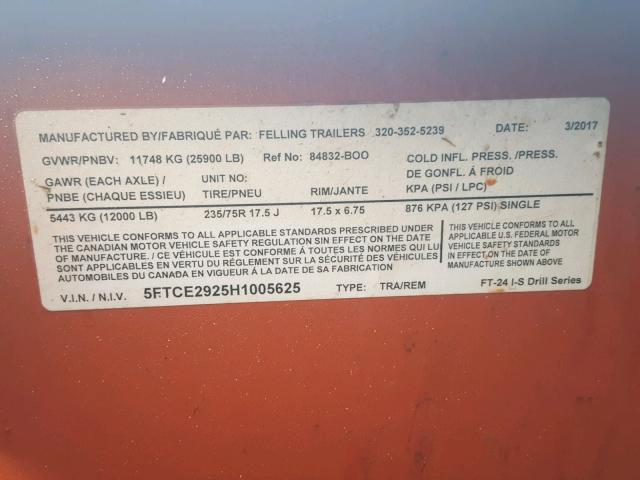 MANUFACTURED BY/FABRIQUÉ PAR: FELLING TRAILERS 320-352-5239 DATE: 3/2017
GVWR/PNBV: 11748 KG (25900 LB) Ref No: 84832-BOO COLD INFL. PRESS./PRESS.
DE GONFL. À FROID
GAWR (EACH AXLE) / UNIT NO:
PNBE (CHAQUE ESSIEU) TIRE/PNEU RIM/JANTE KPA (PSI / LPC)
5443 KG (12000 LB) 235/75R 17.5 J 17.5 x 6.75 876 KPA (127 PSI) SINGLE
THIS VEHICLE CONFORMS TO ALL APPLICABLE STANDARDS PRESCRIBED UNDER
THE CANADIAN MOTOR VEHICLE SAFETY REGULATION SIN EFFECT ON THE DATE
OF MANUFACTURE. / CE VÉHICULE EST CONFORME À TOUTES LES NORMES QUI LUI
SONT APPLICABLES EN VERTU DU RÉGLEMENT SUR LA SÉCURITÉ DES VÉHICULES
AUTOMOBILES DU CANADA EN VIGUEUR À LA DATE DE SA FABRICATION
THIS VEHICLE CONFORMS TO ALL
APPLICABLE U.S. FEDERAL MOTOR
VEHICLE SAFETY STANDARDS
IN EFFECT ON THE DATE OF
MANUFACTURE SHOWN ABOVE.
V.I.N. / N.I.V. 5FTCE2925H1005625 TYPE: TRA/REM FT-24 I-S Drill Series